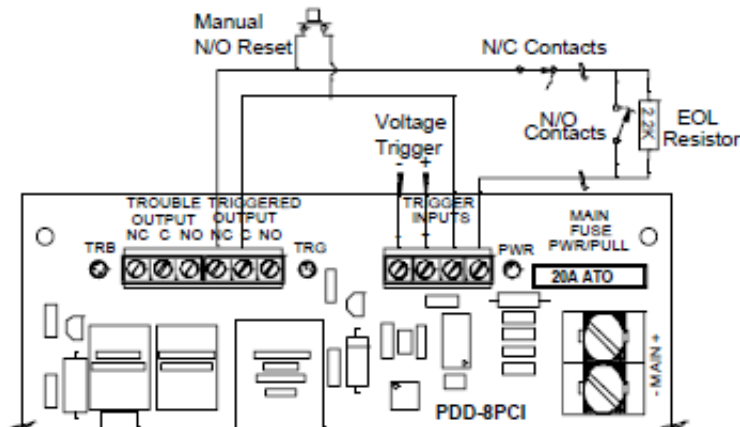 Manual
N/O Reset
N/C Contacts
N/O
Contacts
2.2K
EOL
Resistor
Voltage
Trigger
- +
TROUBLE TRIGGERED
OUTPUT OUTPUT
NC C NO NC C NO
TRIGGER
INPUTS
- +
MAIN
FUSE
PWR/PULL
TRB
TRG
PWR
20A ATO
- MAIN +
PDD-8PCI